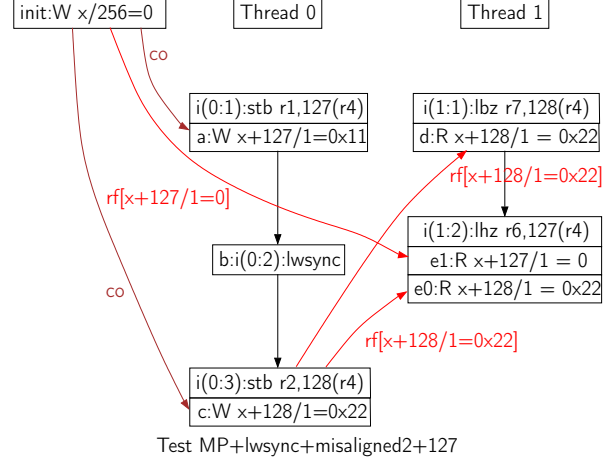 init:W x/256=0
Thread 0
Thread 1
co
i(0:1):stb r1,127(r4)
a:W x+127/1=0x11
i(1:1):lbz r7,128(r4)
d:R x+128/1 = 0x22
rf[x+128/1=0x22]
rf[x+127/1=0]
i(1:2):lhz r6,127(r4)
e1:R x+127/1 = 0
e0:R x+128/1 = 0x22
b:i(0:2):lwsync
co
rf[x+128/1=0x22]
i(0:3):stb r2,128(r4)
c:W x+128/1=0x22
Test MP+lwsync+misaligned2+127